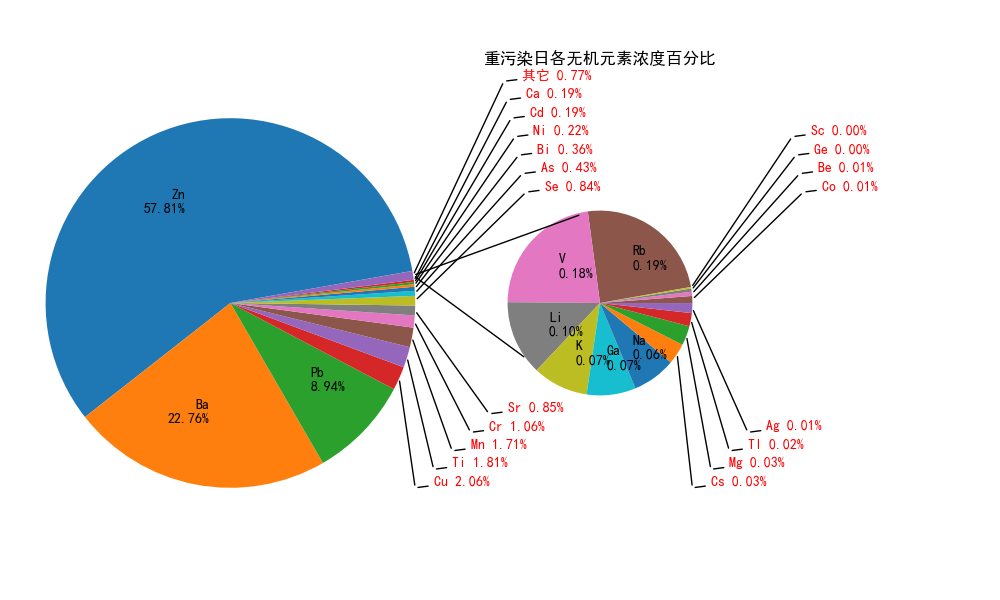 重污染日各无机元素浓度百分比
其它 0.77%
Ca 0.19%
Cd 0.19%
Ni 0.22%
Bi 0.36%
As 0.43%
Se 0.84%
Zn
57.81%
Ba
22.76%
Pb
8.94%
Sr 0.85%
Cr 1.06%
Mn 1.71%
Ti 1.81%
Cu 2.06%
Sc 0.00%
Ge 0.00%
Be 0.01%
Co 0.01%
Rb
0.19%
V
0.18%
Li
0.10%
K
0.07%
Ga
0.07%
Na
0.06%
Ag 0.01%
Tl 0.02%
Mg 0.03%
Cs 0.03%